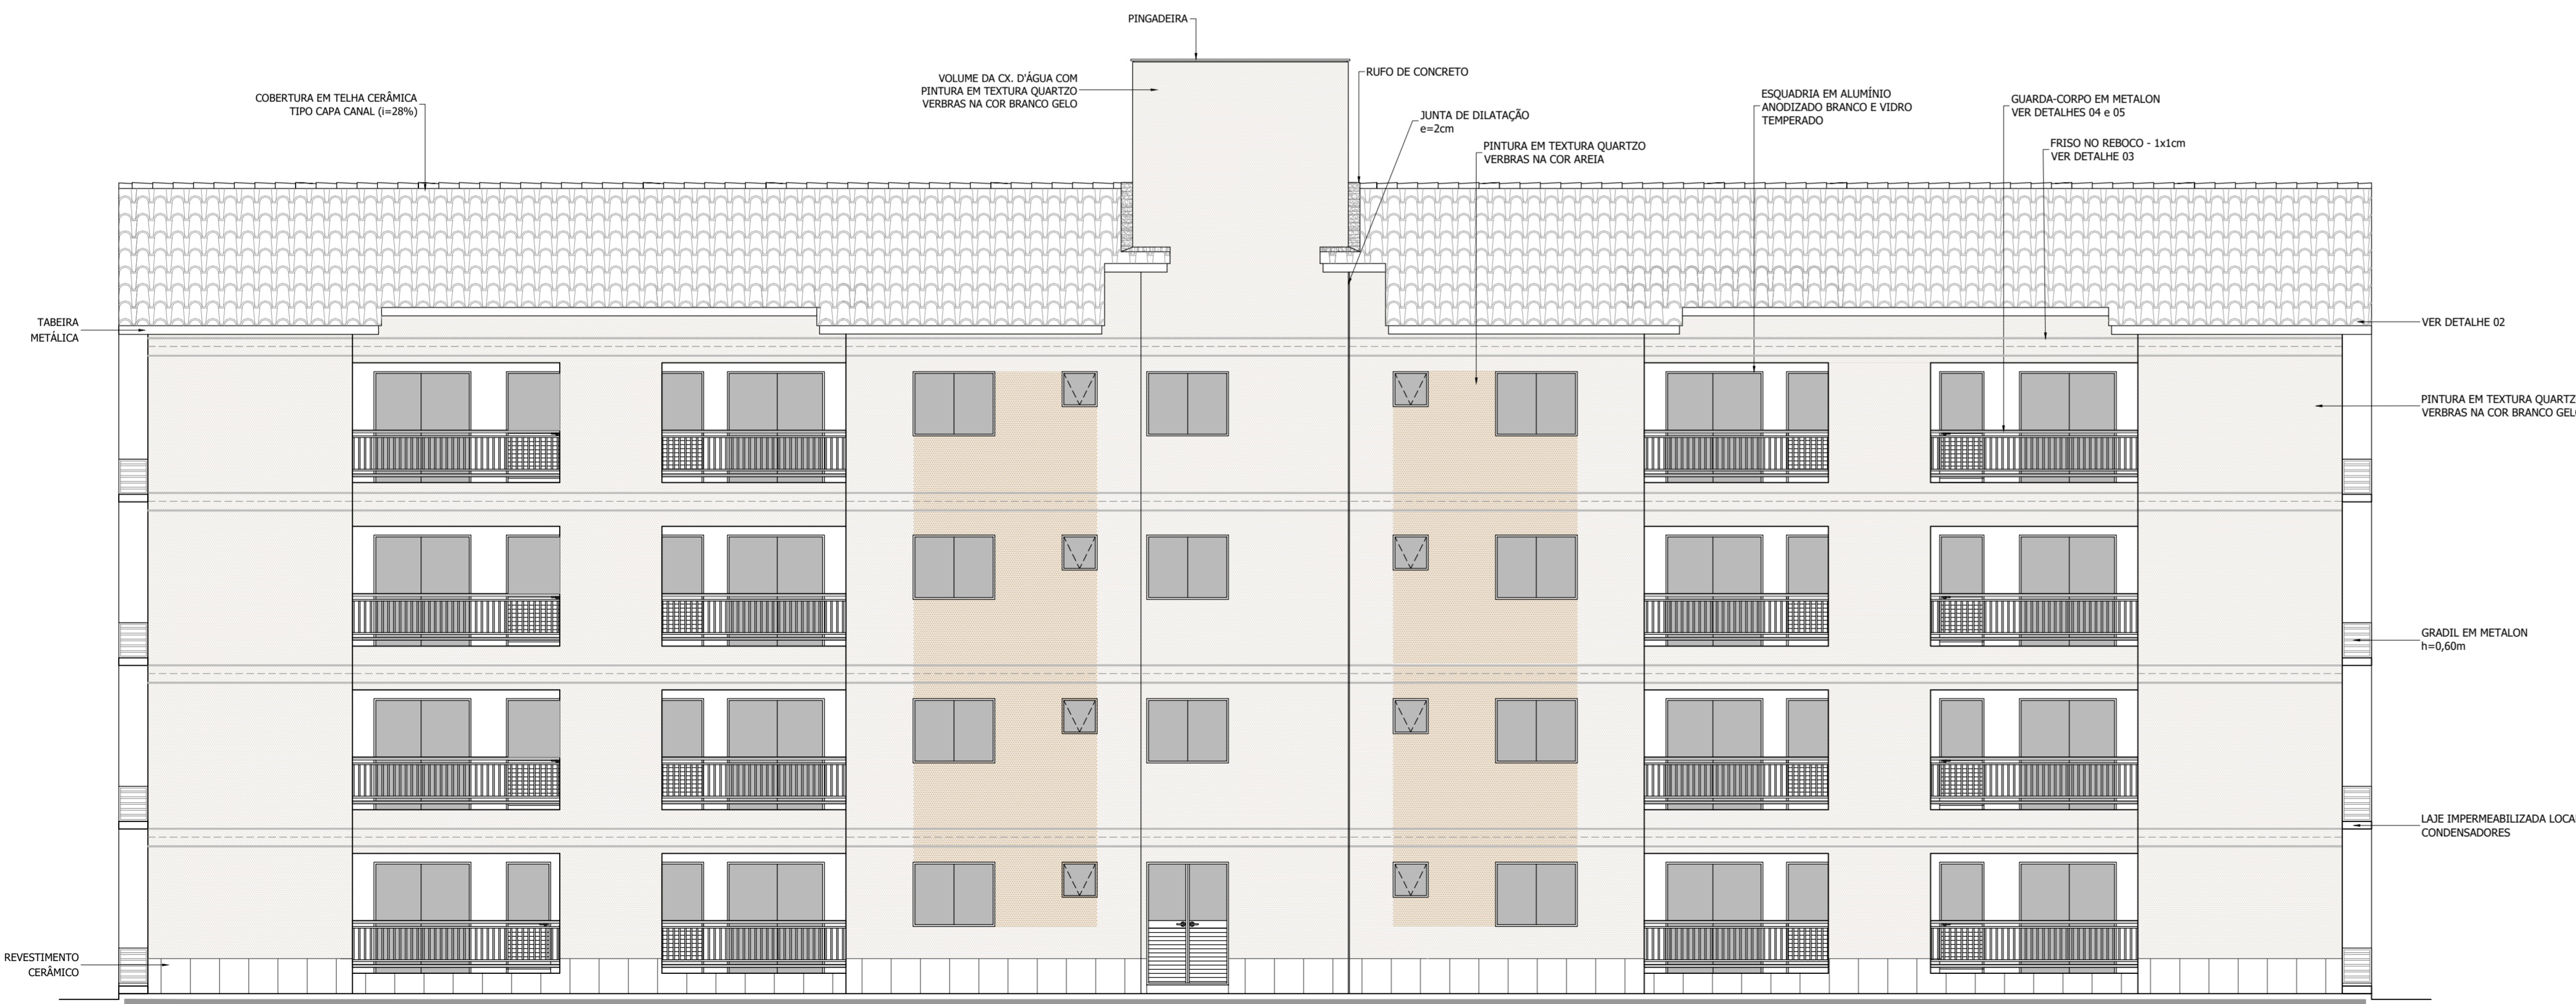 PINGADEIRA
VOLUME DA CX. D'ÁGUA COM
PINTURA EM TEXTURA QUARTZO
VERBRAS NA COR BRANCO GELO
RUFO DE CONCRETO
COBERTURA EM TELHA CERÂMICA
TIPO CAPA CANAL (i=28%)
JUNTA DE DILATAÇÃO
e=2cm
PINTURA EM TEXTURA QUARTZO
VERBRAS NA COR AREIA
ESQUADRIA EM ALUMÍNIO
ANODIZADO BRANCO E VIDRO
TEMPERADO
GUARDA-CORPO EM METALON
VER DETALHES 04 e 05
FRISO NO REBOCO - 1x1cm
VER DETALHE 03
TABEIRA
METÁLICA
VER DETALHE 02
PINTURA EM TEXTURA QUARTZ
VERBRAS NA COR BRANCO GEL
GRADIL EM METALON
h=0,60m
LAJE IMPERMEABILIZADA LOCA
CONDENSADORES
REVESTIMENTO
CERÂMICO